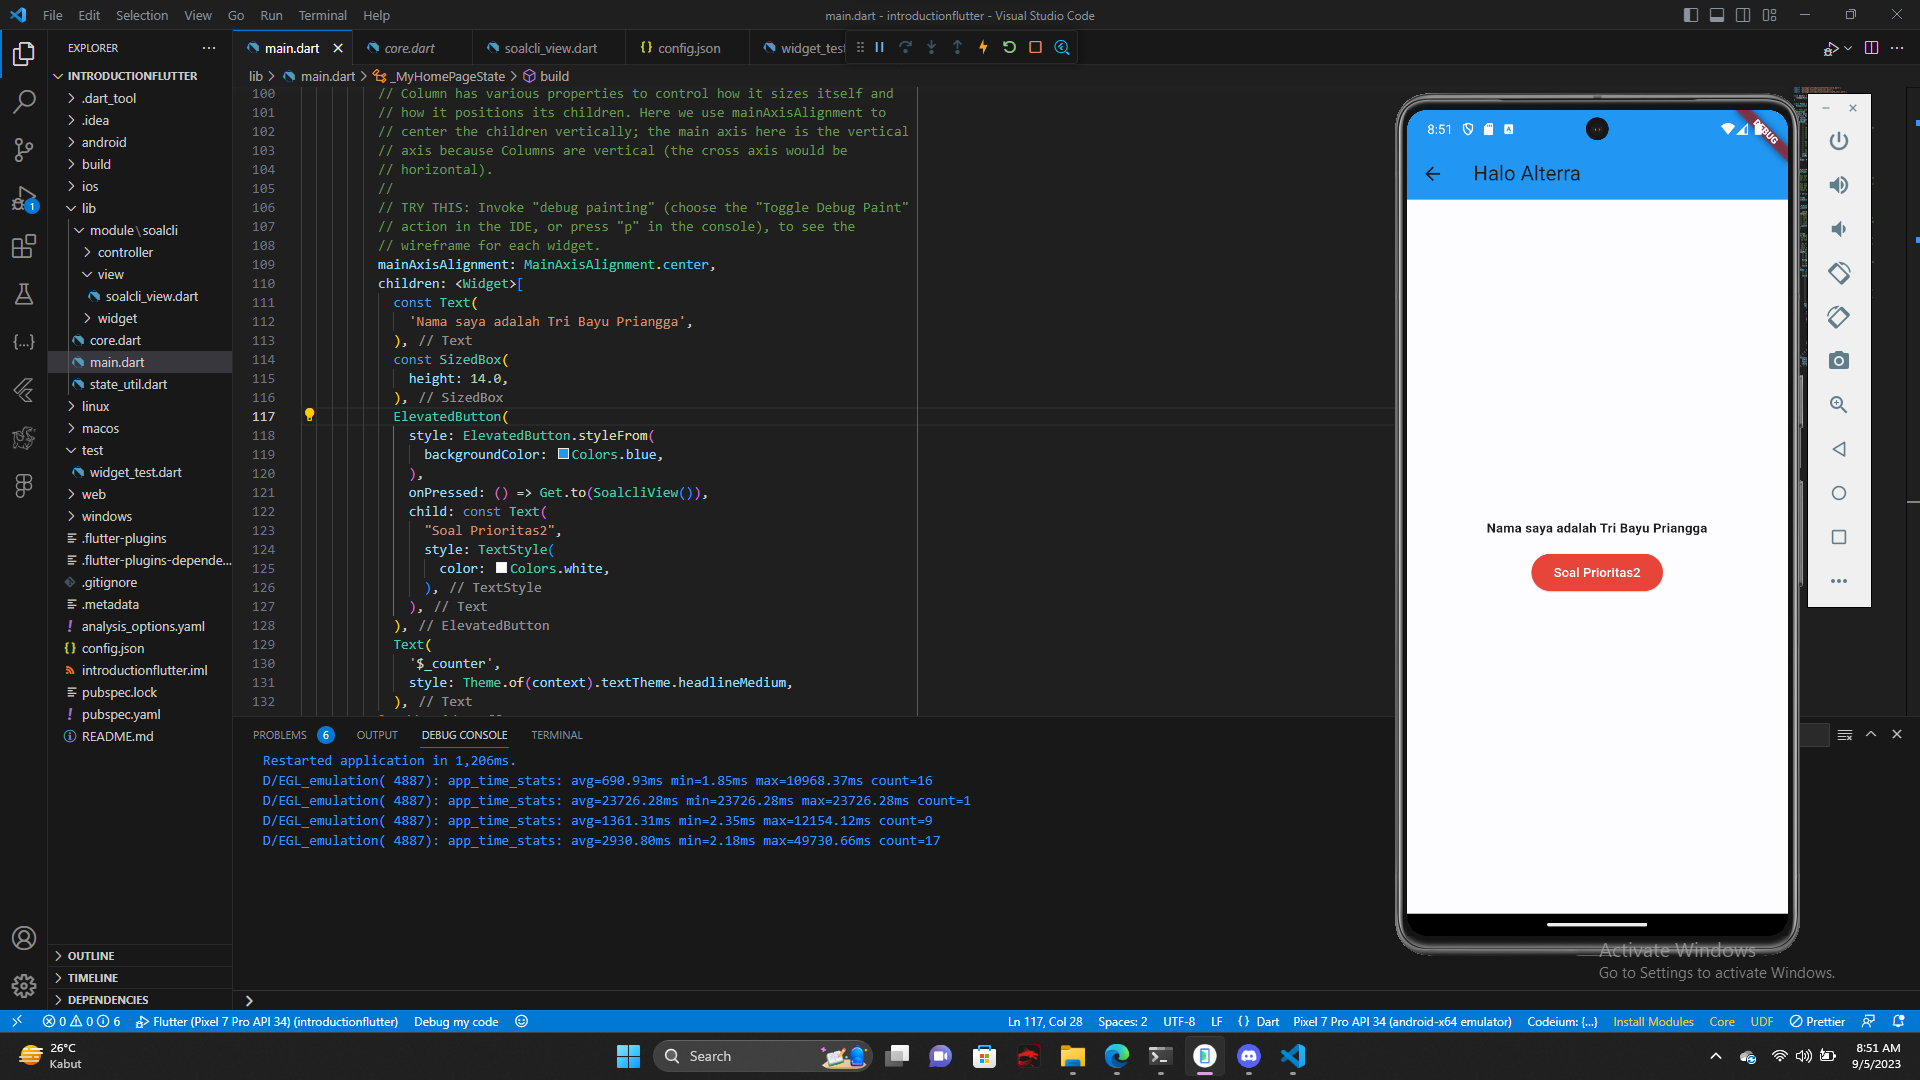 File Edit Selection View Go Run Terminal Help
main.dart - introductionflutter - Visual Studio Code
EXPLORER
INTRODUCTIONFLUTTER
.dart_tool
.idea
android
build
ios
lib
module\soalcli
controller
view
soalcli_view.dart
widget
core.dart
main.dart
state_util.dart
linux
macos
test
widget_test.dart
web
windows
.flutter-plugins
.flutter-plugins-depende...
.gitignore
.metadata
analysis_options.yaml
config.json
introductionflutter.iml
pubspec.lock
pubspec.yaml
README.md
OUTLINE
TIMELINE
DEPENDENCIES
main.dart core.dart soalcli_view.dart {} config.json widget_test
lib > main.dart > _MyHomePageState > build
100 // Column has various properties to control how it sizes itself and
101 // how it positions its children. Here we use mainAxisAlignment to
102 // center the children vertically; the main axis here is the vertical
103 // axis because Columns are vertical (the cross axis would be
104 // horizontal).
105 //
106 // TRY THIS: Invoke "debug painting" (choose the "Toggle Debug Paint"
107 // action in the IDE, or press "p" in the console), to see the
108 // wireframe for each widget.
109 mainAxisAlignment: MainAxisAlignment.center,
110 children: <Widget>[
111 const Text(
112 'Nama saya adalah Tri Bayu Priangga',
113 ), // Text
114 const SizedBox(
115 height: 14.0,
116 ), // SizedBox
117 ElevatedButton(
118 style: ElevatedButton.styleFrom(
119 backgroundColor: Colors.blue,
120 ),
121 onPressed: () => Get.to(SoalcliView()),
122 child: const Text(
123 "Soal Prioritas2",
124 style: TextStyle(
125 color: Colors.white,
126 ), // TextStyle
127 ), // Text
128 ), // ElevatedButton
129 Text(
130 '$_counter',
131 style: Theme.of(context).textTheme.headlineMedium,
132 ), // Text
PROBLEMS 6 OUTPUT DEBUG CONSOLE TERMINAL
Restarted application in 1,206ms.
D/EGL_emulation( 4887): app_time_stats: avg=690.93ms min=1.85ms max=10968.37ms count=16
D/EGL_emulation( 4887): app_time_stats: avg=23726.28ms min=23726.28ms max=23726.28ms count=1
D/EGL_emulation( 4887): app_time_stats: avg=1361.31ms min=2.35ms max=12154.12ms count=9
D/EGL_emulation( 4887): app_time_stats: avg=2930.80ms min=2.18ms max=49730.66ms count=17
8:51
DEBUG
Halo Alterra
Nama saya adalah Tri Bayu Priangga
Soal Prioritas2
Activate Windows
Go to Settings to activate Windows.
1
0 0 6 Flutter (Pixel 7 Pro API 34) (introductionflutter) Debug my code
Ln 117, Col 28 Spaces: 2 UTF-8 LF {} Dart Pixel 7 Pro API 34 (android-x64 emulator) Codeium: {...} Install Modules Core UDF Prettier
26°C
Kabut
Search
8:51 AM
9/5/2023